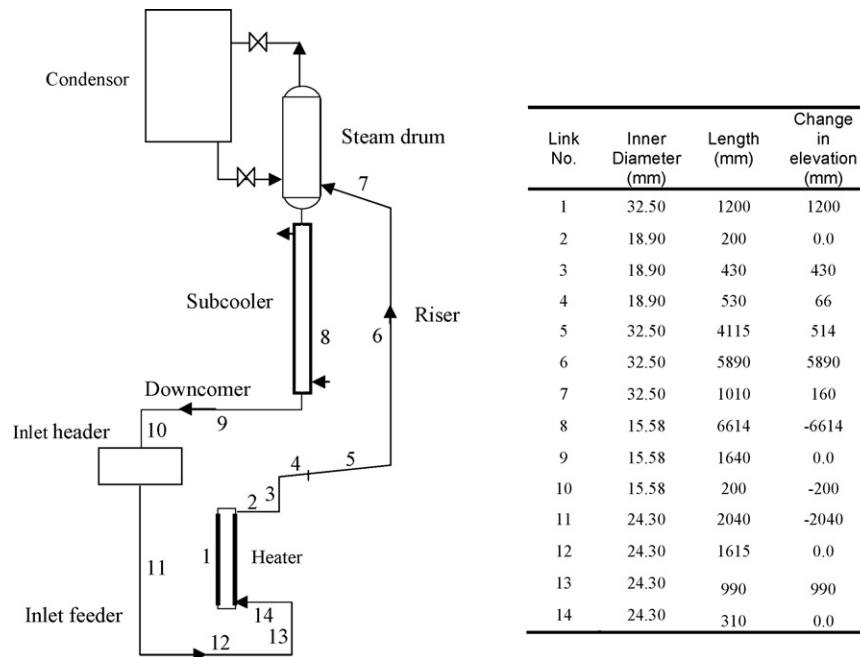 Condensor
Steam drum
7
Subcooler
8
6
Riser
Downcomer
9
10
Inlet header
4
5
3
2
1
Heater
11
14
Inlet feeder
13
12
Link No.
Inner Diameter (mm)
Length (mm)
Change in elevation (mm)
1 32.50 1200 1200
2 18.90 200 0.0
3 18.90 430 430
4 18.90 530 66
5 32.50 4115 514
6 32.50 5890 5890
7 32.50 1010 160
8 15.58 6614 -6614
9 15.58 1640 0.0
10 15.58 200 -200
11 24.30 2040 -2040
12 24.30 1615 0.0
13 24.30 990 990
14 24.30 310 0.0